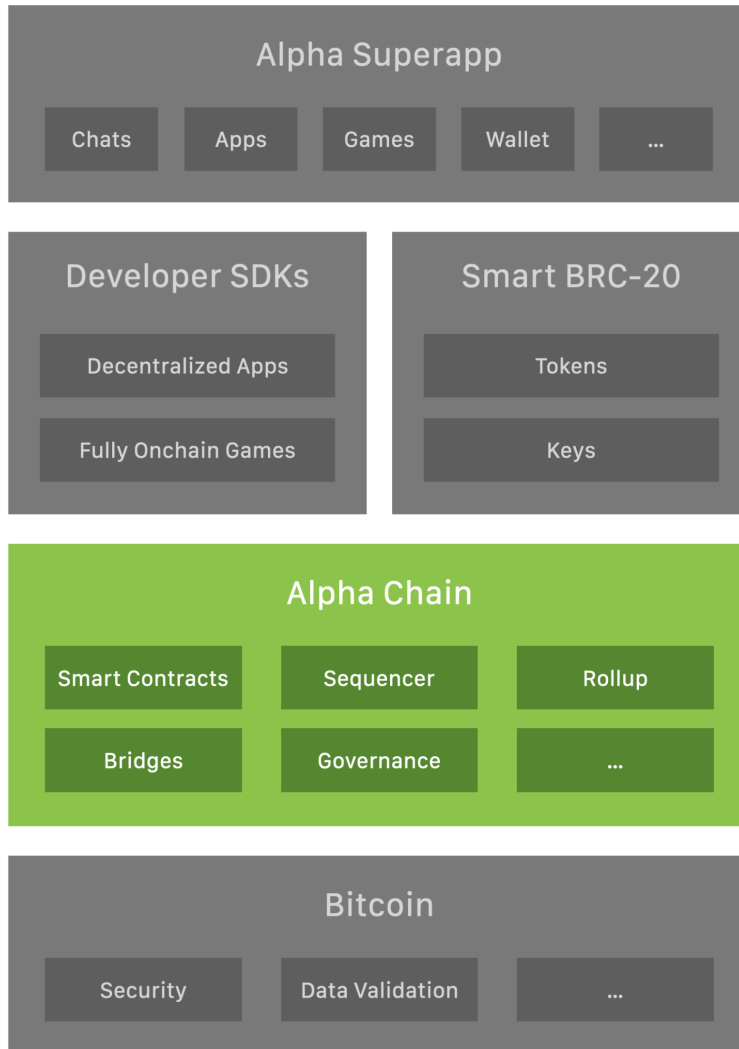 Alpha Superapp
Chats Apps Games Wallet ...
Developer SDKs
Decentralized Apps
Fully Onchain Games
Smart BRC-20
Tokens
Keys
Alpha Chain
Smart Contracts Sequencer Rollup
Bridges Governance ...
Bitcoin
Security Data Validation ...